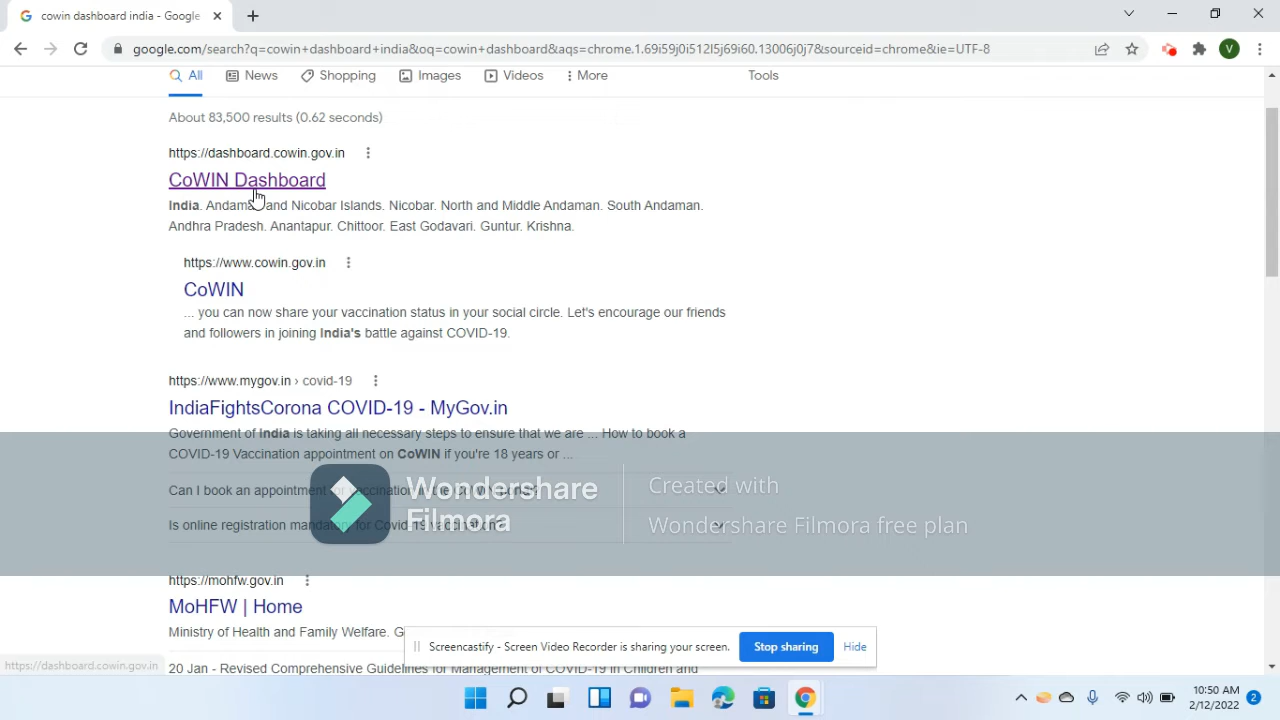 cowin dashboard india - Google
google.com/search?q=cowin+dashboard+india&oq=cowin+dashboard&aqs=chrome.1.69i59j0i512l5j69i60.13006j0j7&sourceid=chrome&ie=UTF-8
V
All News Shopping Images Videos More Tools
About 83,500 results (0.62 seconds)
https://dashboard.cowin.gov.in
CoWIN Dashboard
India. Andaman and Nicobar Islands. Nicobar. North and Middle Andaman. South Andaman.
Andhra Pradesh. Anantapur. Chittoor. East Godavari. Guntur. Krishna.
https://www.cowin.gov.in
CoWIN
... you can now share your vaccination status in your social circle. Let's encourage our friends
and followers in joining India's battle against COVID-19.
https://www.mygov.in › covid-19
IndiaFightsCorona COVID-19 - MyGov.in
Government of India is taking all necessary steps to ensure that we are ... How to book a
COVID-19 Vaccination appointment on CoWIN if you're 18 years or ...
Can I book an appointment for vaccination in the CoWIN
Is online registration mandatory for Covid-19 vaccination?
Wondershare
Filmora
Created with
Wondershare Filmora free plan
https://mohfw.gov.in
MoHFW | Home
Ministry of Health and Family Welfare.
20 Jan - Revised Comprehensive Guidelines for Management of COVID-19 in Children and
Screencastify - Screen Video Recorder is sharing your screen. Stop sharing Hide
https://dashboard.cowin.gov.in
10:50 AM
2/12/2022
2